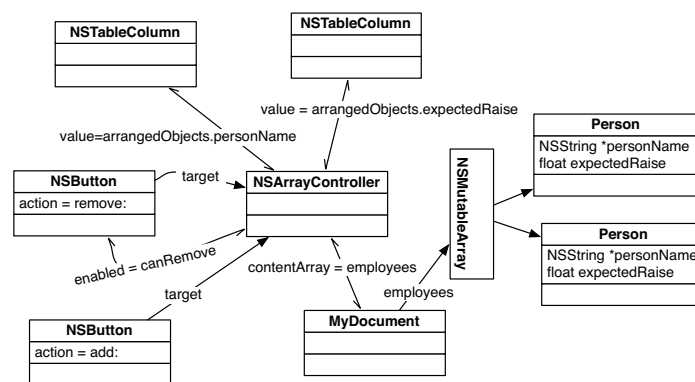 NSTableColumn
NSTableColumn
value = arrangedObjects.expectedRaise
value=arrangedObjects.personName
Person
NSString *personName
float expectedRaise
NSButton
action = remove:
target
NSArrayController
NSMutableArray
Person
NSString *personName
float expectedRaise
enabled = canRemove
contentArray = employees
target
employees
NSButton
action = add:
MyDocument